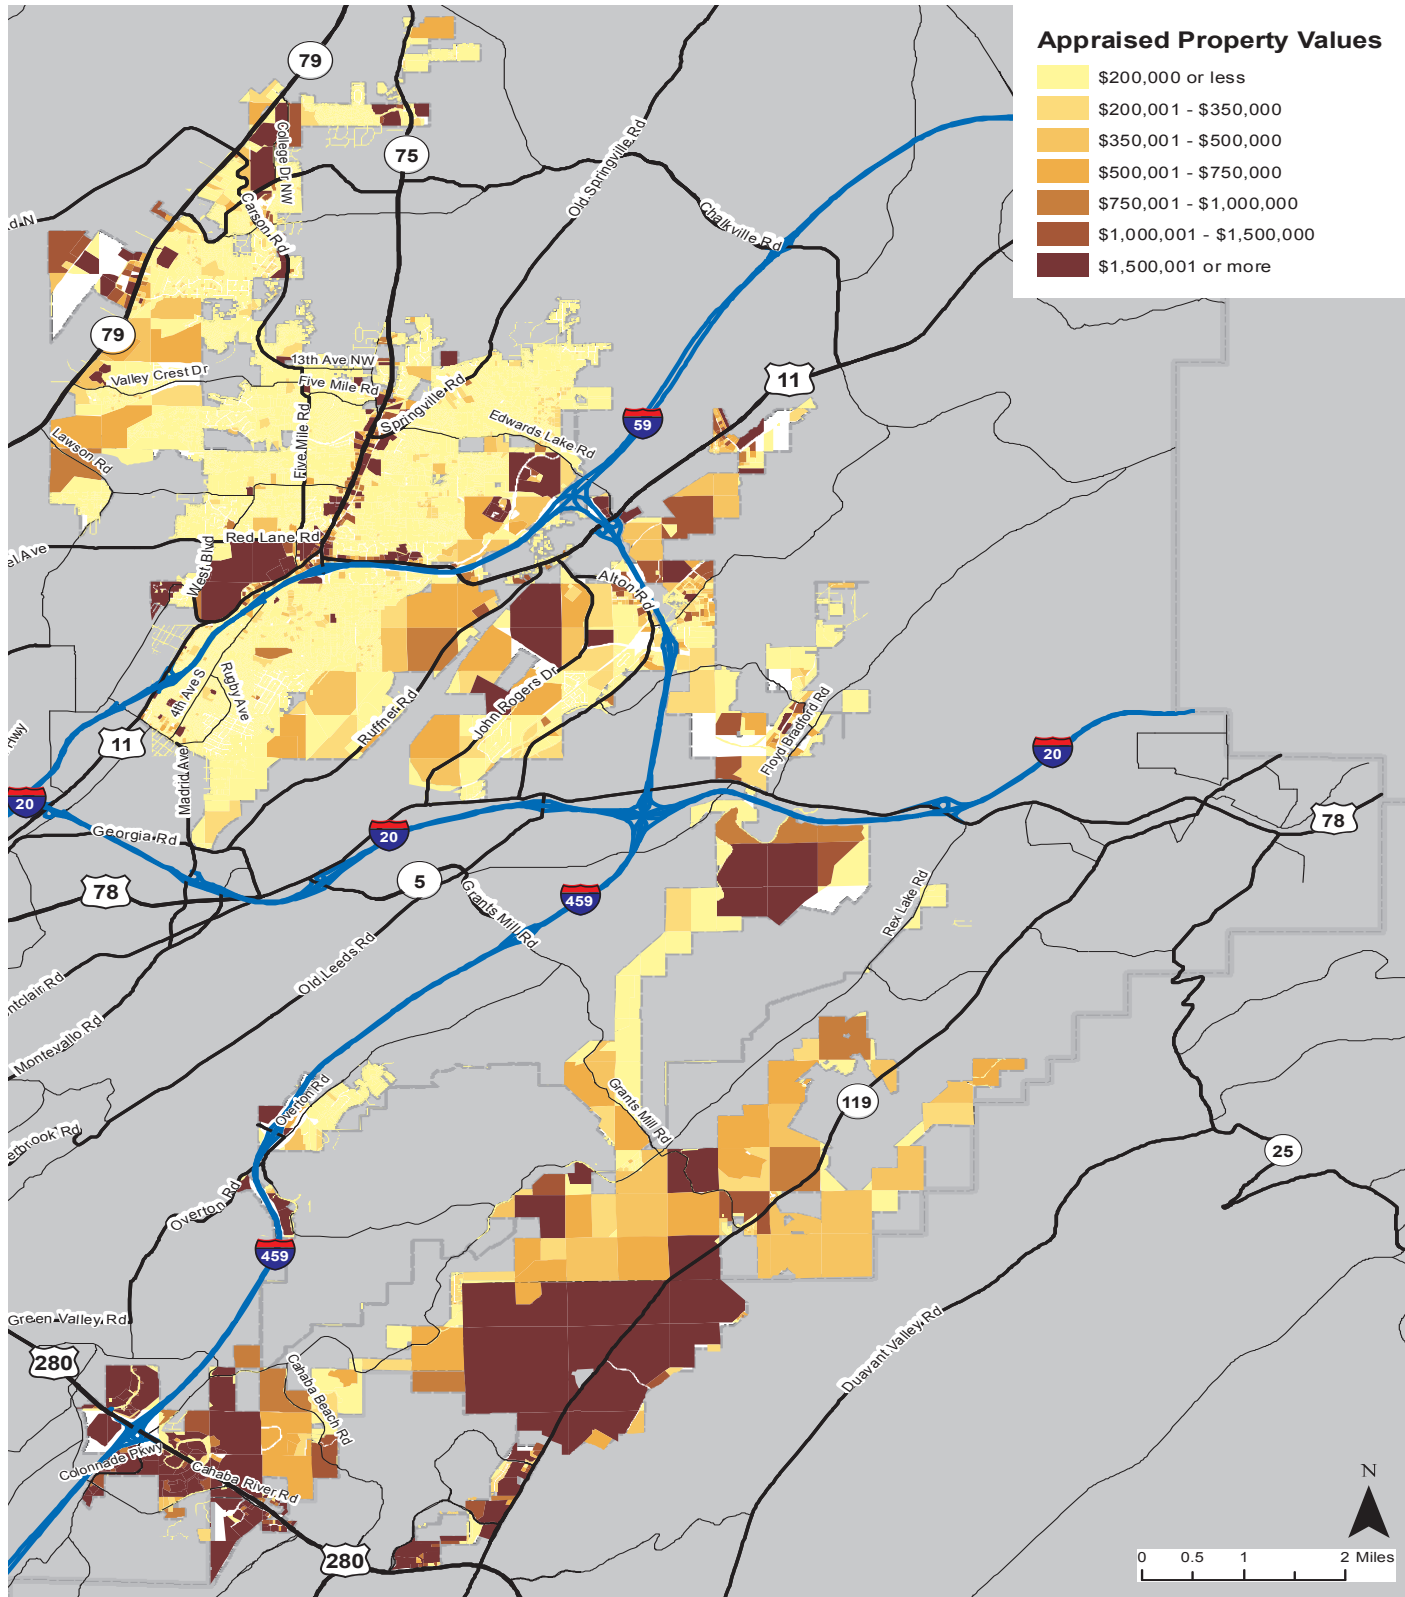 Appraised Property Values
$200,000 or less
$200,001 - $350,000
$350,001 - $500,000
$500,001 - $750,000
$750,001 - $1,000,000
$1,000,001 - $1,500,000
$1,500,001 or more
79
75
College Dr NW
Old Springville Rd
Chalkville Rd
d N
Carson Rd
79
13th Ave NW
Valley Crest Dr
Five Mile Rd
Springville Rd
11
59
Five Mile Rd
Edwards Lake Rd
Lawson Rd
Red Lane Rd
el Ave
West Blvd
Alton Rd
4th Ave S
Rugby Ave
Ruffner Rd
John Rogers Dr
Floyd Bradford Rd
Hwy
11
Madrid Ave
20
20
78
Georgia Rd
20
78
5
459
Grants Mill Rd
Rex Lake Rd
Old Leeds Rd
ntclair Rd
Montevallo Rd
Overton Rd
Grants Mill Rd
119
erbrook Rd
25
Overton Rd
459
Green Valley Rd
280
Cahaba Beach Rd
Duavant Valley Rd
Colonnade Pkwy
Cahaba River Rd
280
N
0 0.5 1 2 Miles